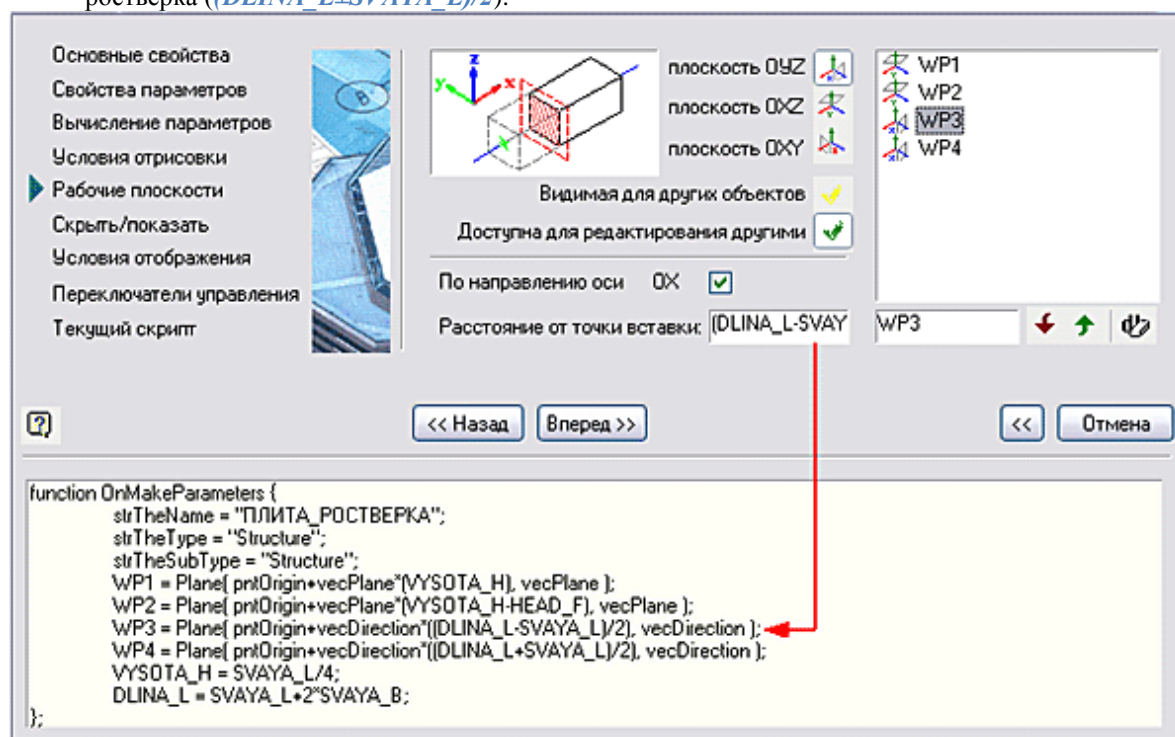 ростверка ((DLINA_L±SVAYA_L)/2).
Основные свойства
Свойства параметров
Вычисление параметров
Условия отрисовки
Рабочие плоскости
Скрыть/показать
Условия отображения
Переключатели управления
Текущий скрипт
z
y
x
плоскость OYZ
плоскость OXZ
плоскость OXY
Видимая для других объектов
Доступна для редактирования другими
По направлению оси OX
Расстояние от точки вставки: (DLINA_L-SVAY
WP1
WP2
WP3
WP4
WP3
<< Назад
Вперед >>
<<
Отмена
function OnMakeParameters {
strTheName = "ПЛИТА_РОСТВЕРКА";
strTheType = "Structure";
strTheSubType = "Structure";
WP1 = Plane( pntOrigin+vecPlane*(VYSOTA_H), vecPlane );
WP2 = Plane( pntOrigin+vecPlane*(VYSOTA_H-HEAD_F), vecPlane );
WP3 = Plane( pntOrigin+vecDirection*((DLINA_L-SVAYA_L)/2), vecDirection );
WP4 = Plane( pntOrigin+vecDirection*((DLINA_L+SVAYA_L)/2), vecDirection );
VYSOTA_H = SVAYA_L/4;
DLINA_L = SVAYA_L+2*SVAYA_B;
};